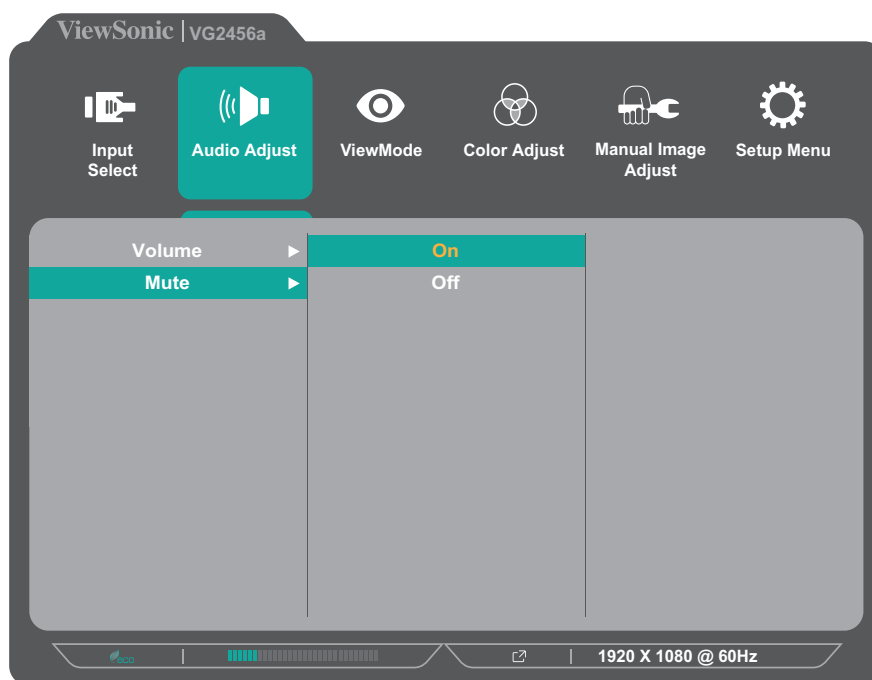 ViewSonic | VG2456a
Input Select
Audio Adjust
ViewMode
Color Adjust
Manual Image Adjust
Setup Menu
Volume
On
Mute
Off
eco
1920 X 1080 @ 60Hz